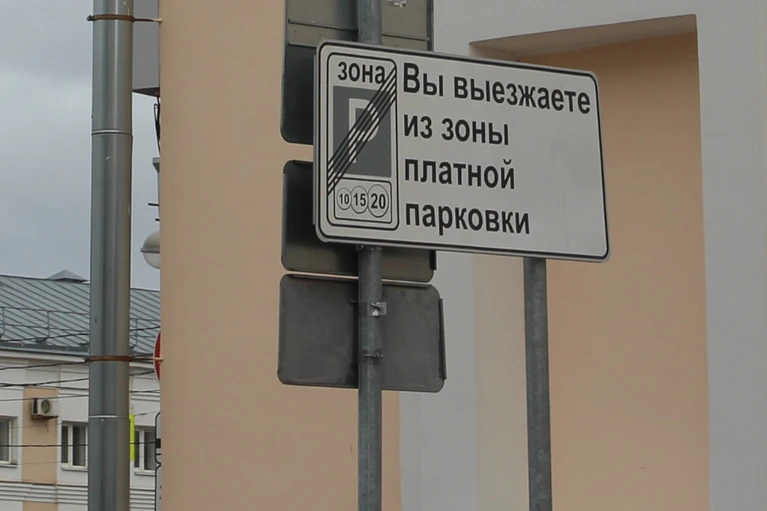 зона
P
10 15 20
Вы выезжаете
из зоны
платной
парковки